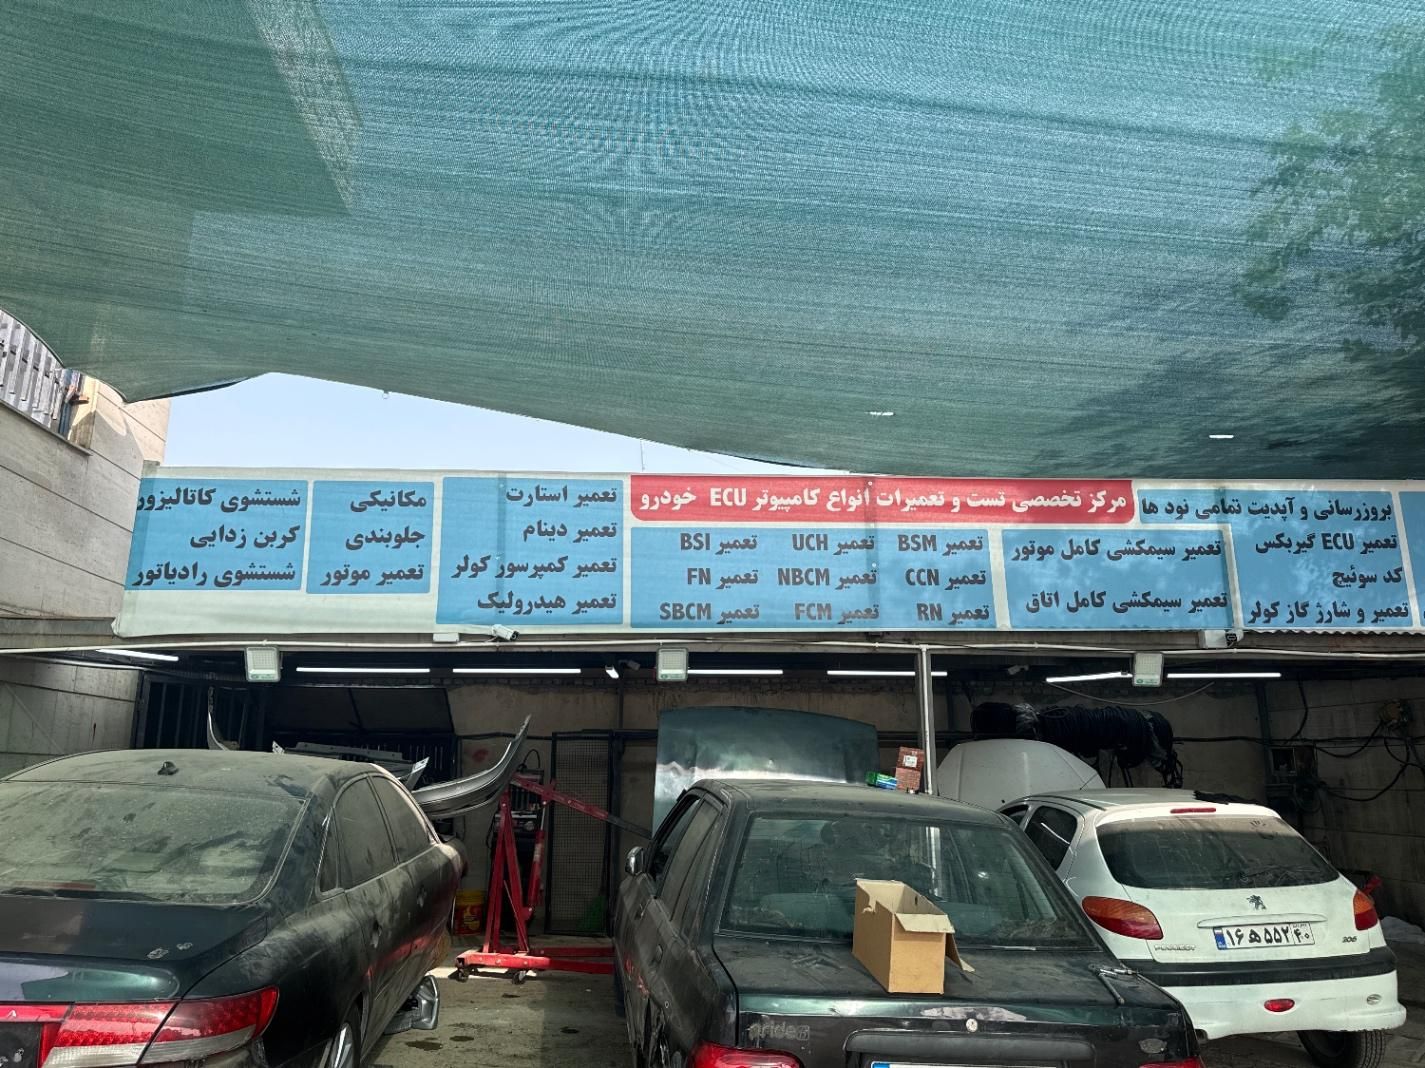 مرکز تخصصی تست و تعمیرات انواع کامپیوتر ECU خودرو
بروزرسانی و آپدیت تمامی نود ها
تعمیر ECU گیربکس
کد سوئیچ
تعمیر و شارژ گاز کولر
تعمیر سیمکشی کامل موتور
تعمیر سیمکشی کامل اتاق
تعمیر BSM تعمیر UCH تعمیر BSI
تعمیر CCN تعمیر NBCM تعمیر FN
تعمیر RN تعمیر FCM تعمیر SBCM
تعمیر استارت
تعمیر دینام
تعمیر کمپرسور کولر
تعمیر هیدرولیک
مکانیکی
جلوبندی
تعمیر موتور
شستشوی کاتالیزور
کربن زدایی
شستشوی رادیاتور
PEUGEOT
206
۱۶ ه ۵۵۲ ۴۰
pride